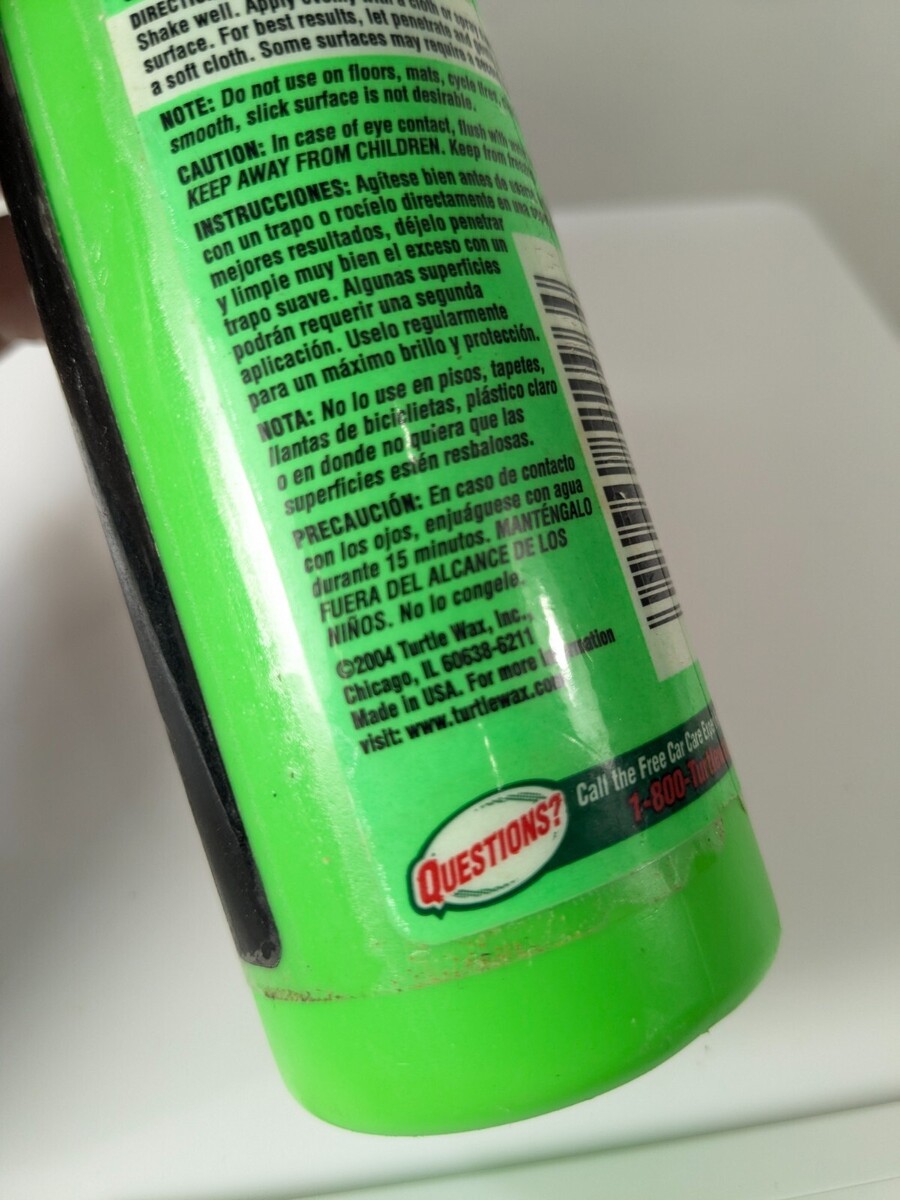 DIRECTI
Shake well. Apply evenly with a cloth or spray
surface. For best results, let penetrate and
a soft cloth. Some surfaces may require a
NOTE: Do not use on floors, mats, cycle tires,
smooth, slick surface is not desirable.
CAUTION: In case of eye contact, flush with
KEEP AWAY FROM CHILDREN. Keep from
INSTRUCCIONES: Agítese bien antes de
con un trapo o rocíelo directamente en una
mejores resultados, déjelo penetrar
y limpie muy bien el exceso con un
trapo suave. Algunas superficies
podrán requerir una segunda
aplicación. Uselo regularmente
para un máximo brillo y protección.
NOTA: No lo use en pisos, tapetes,
llantas de biciclietas, plástico claro
o en donde no quiera que las
superficies estén resbalosas.
PRECAUCIÓN: En caso de contacto
con los ojos, enjuáguese con agua
durante 15 minutos. MANTÉNGALO
FUERA DEL ALCANCE DE LOS
NIÑOS. No lo congele.
©2004 Turtle Wax, Inc.,
Chicago, IL 60638-6211
Made in USA. For more information
visit: www.turtlewax.com
QUESTIONS?
Call the Free Car Care
1-800-Turtle